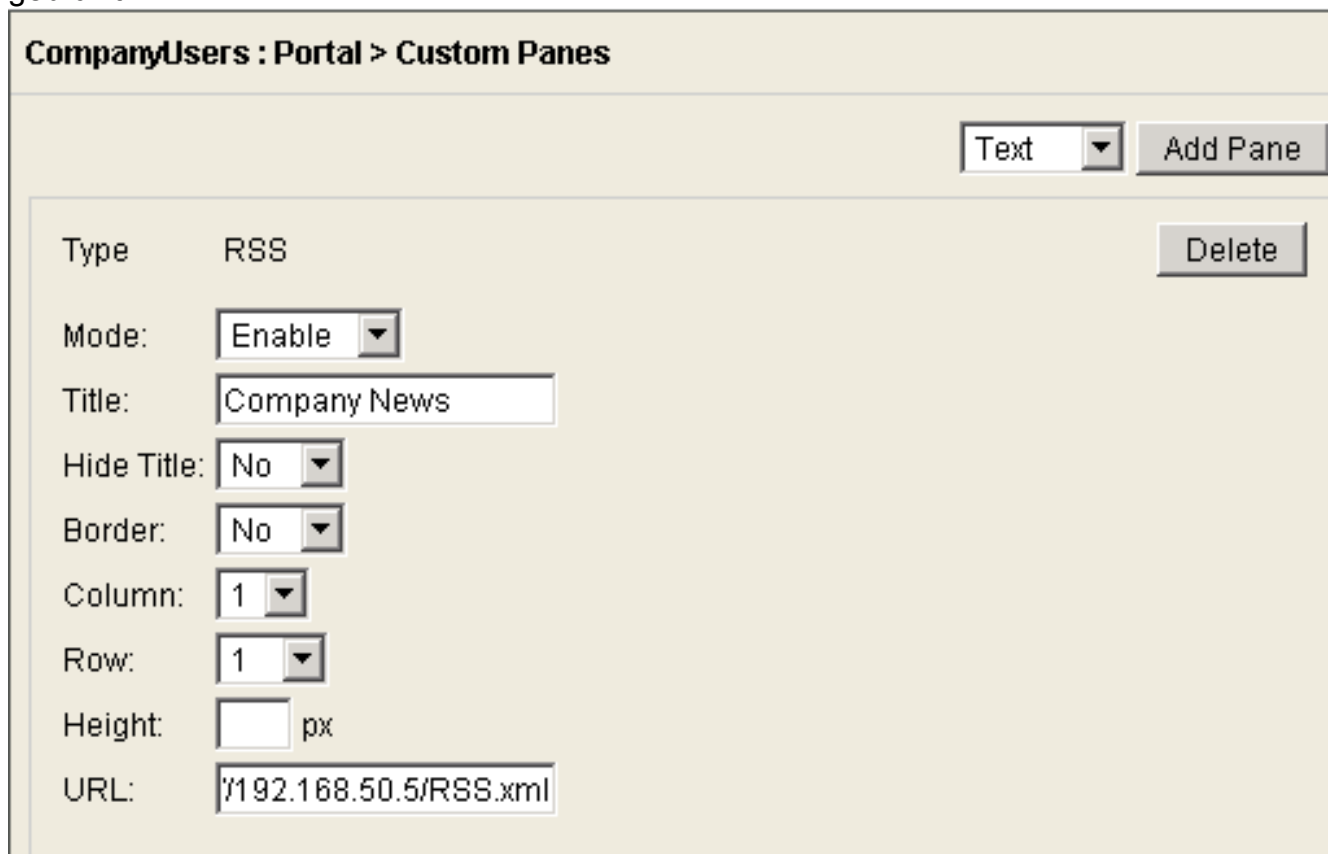 CompanyUsers : Portal > Custom Panes
Text Add Pane
Type RSS Delete
Mode: Enable
Title: Company News
Hide Title: No
Border: No
Column: 1
Row: 1
Height: px
URL: /192.168.50.5/RSS.xml